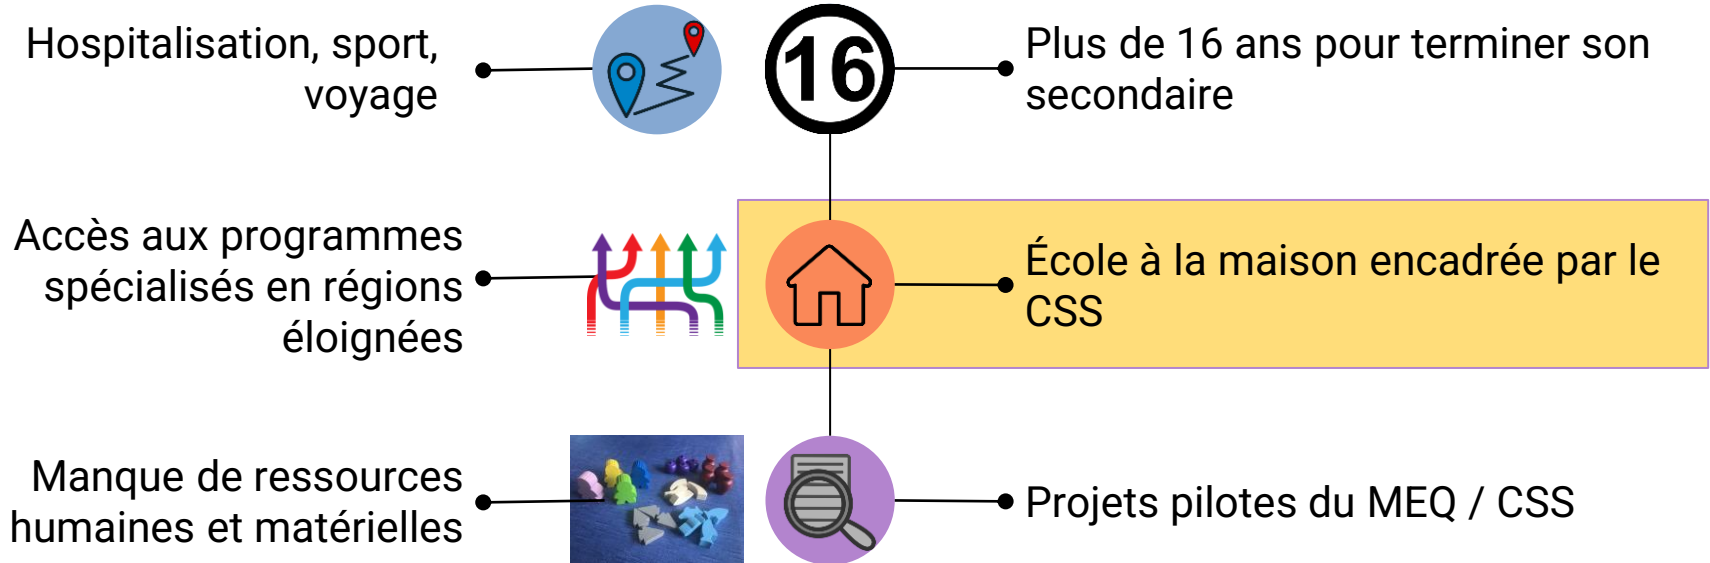 Hospitalisation, sport,
voyage
16
Plus de 16 ans pour terminer son
secondaire
Accès aux programmes
spécialisés en régions
éloignées
École à la maison encadrée par le
CSS
Manque de ressources
humaines et matérielles
Projets pilotes du MEQ / CSS